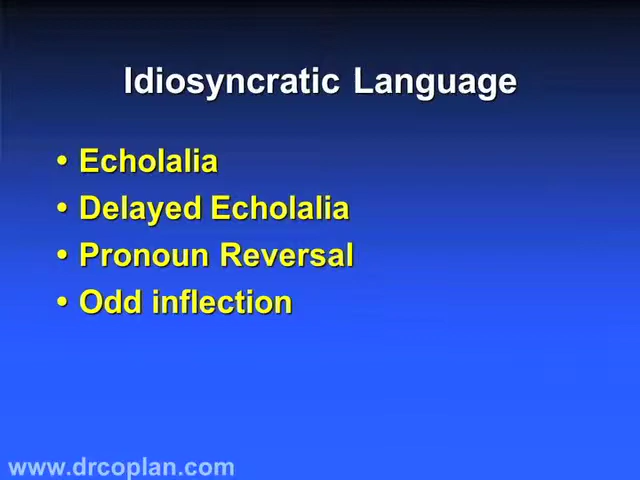 Idiosyncratic Language
• Echolalia
• Delayed Echolalia
• Pronoun Reversal
• Odd inflection
www.drcoplan.com